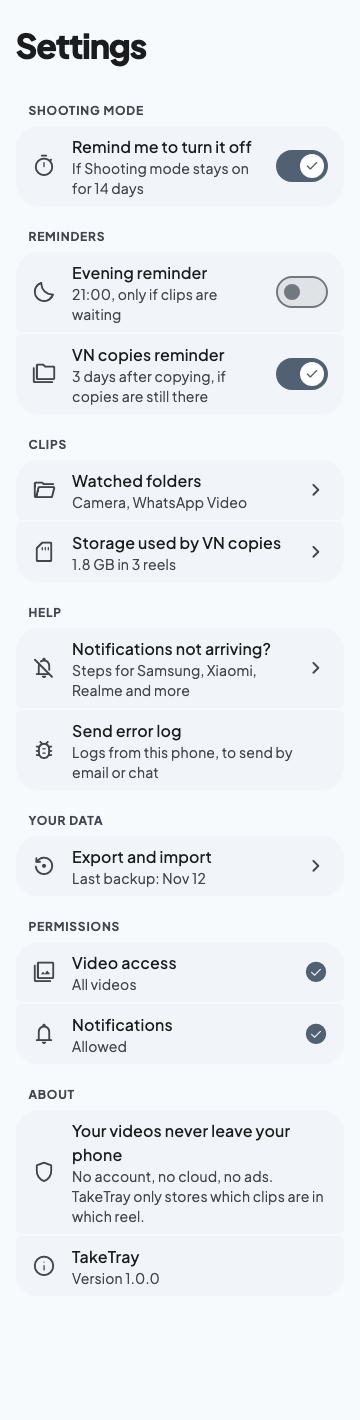 Settings
SHOOTING MODE
Remind me to turn it off
If Shooting mode stays on
for 14 days
REMINDERS
Evening reminder
21:00, only if clips are
waiting
VN copies reminder
3 days after copying, if
copies are still there
CLIPS
Watched folders
Camera, WhatsApp Video
Storage used by VN copies
1.8 GB in 3 reels
HELP
Notifications not arriving?
Steps for Samsung, Xiaomi,
Realme and more
Send error log
Logs from this phone, to send by
email or chat
YOUR DATA
Export and import
Last backup: Nov 12
PERMISSIONS
Video access
All videos
Notifications
Allowed
ABOUT
Your videos never leave your
phone
No account, no cloud, no ads.
TakeTray only stores which clips are in
which reel.
TakeTray
Version 1.0.0